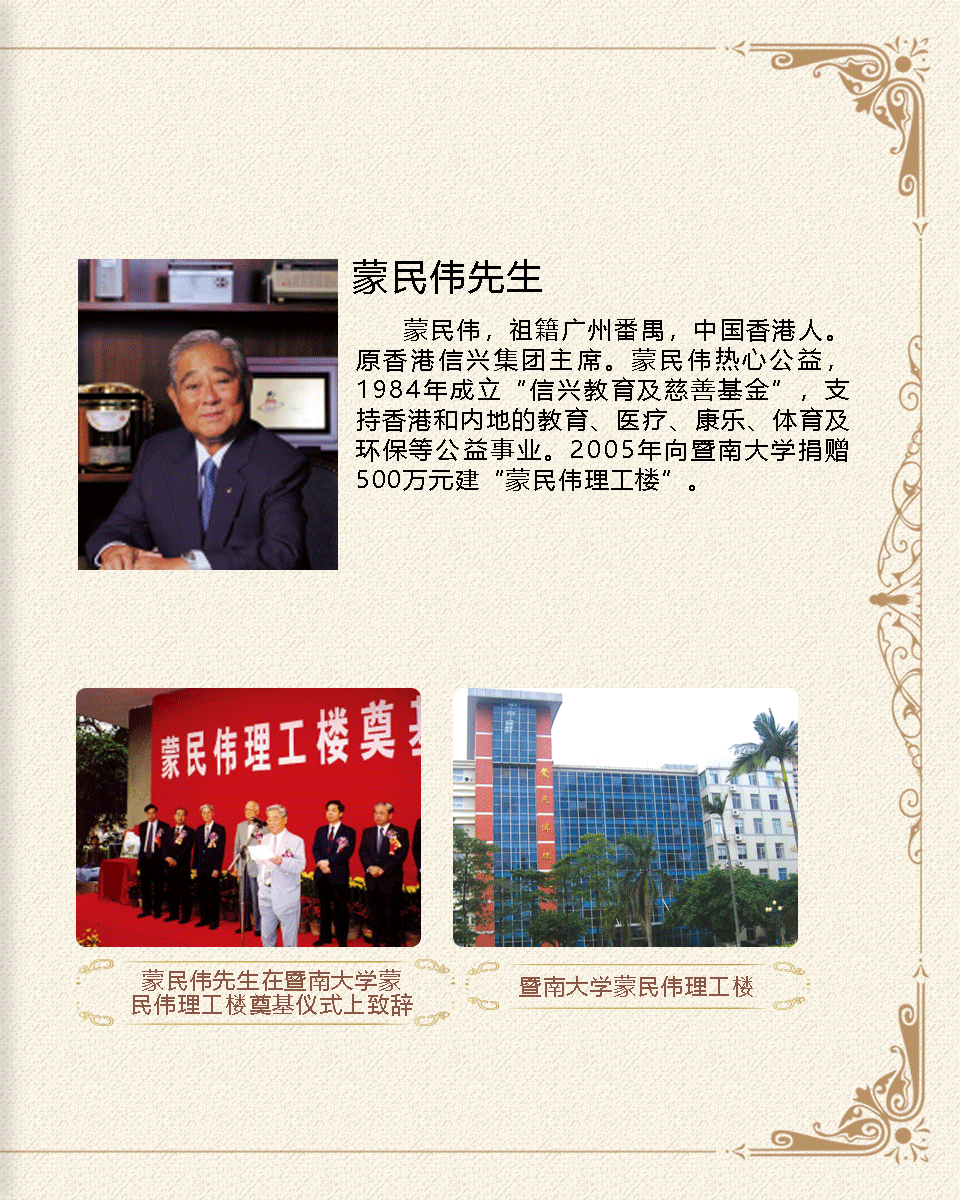 蒙民伟先生
蒙民伟，祖籍广州番禺，中国香港人。
原香港信兴集团主席。蒙民伟热心公益，
1984年成立“信兴教育及慈善基金”，支
持香港和内地的教育、医疗、康乐、体育及
环保等公益事业。2005年向暨南大学捐赠
500万元建“蒙民伟理工楼”。
蒙民伟理工楼奠基
蒙民伟理
蒙民伟先生在暨南大学蒙
民伟理工楼奠基仪式上致辞
暨南大学蒙民伟理工楼